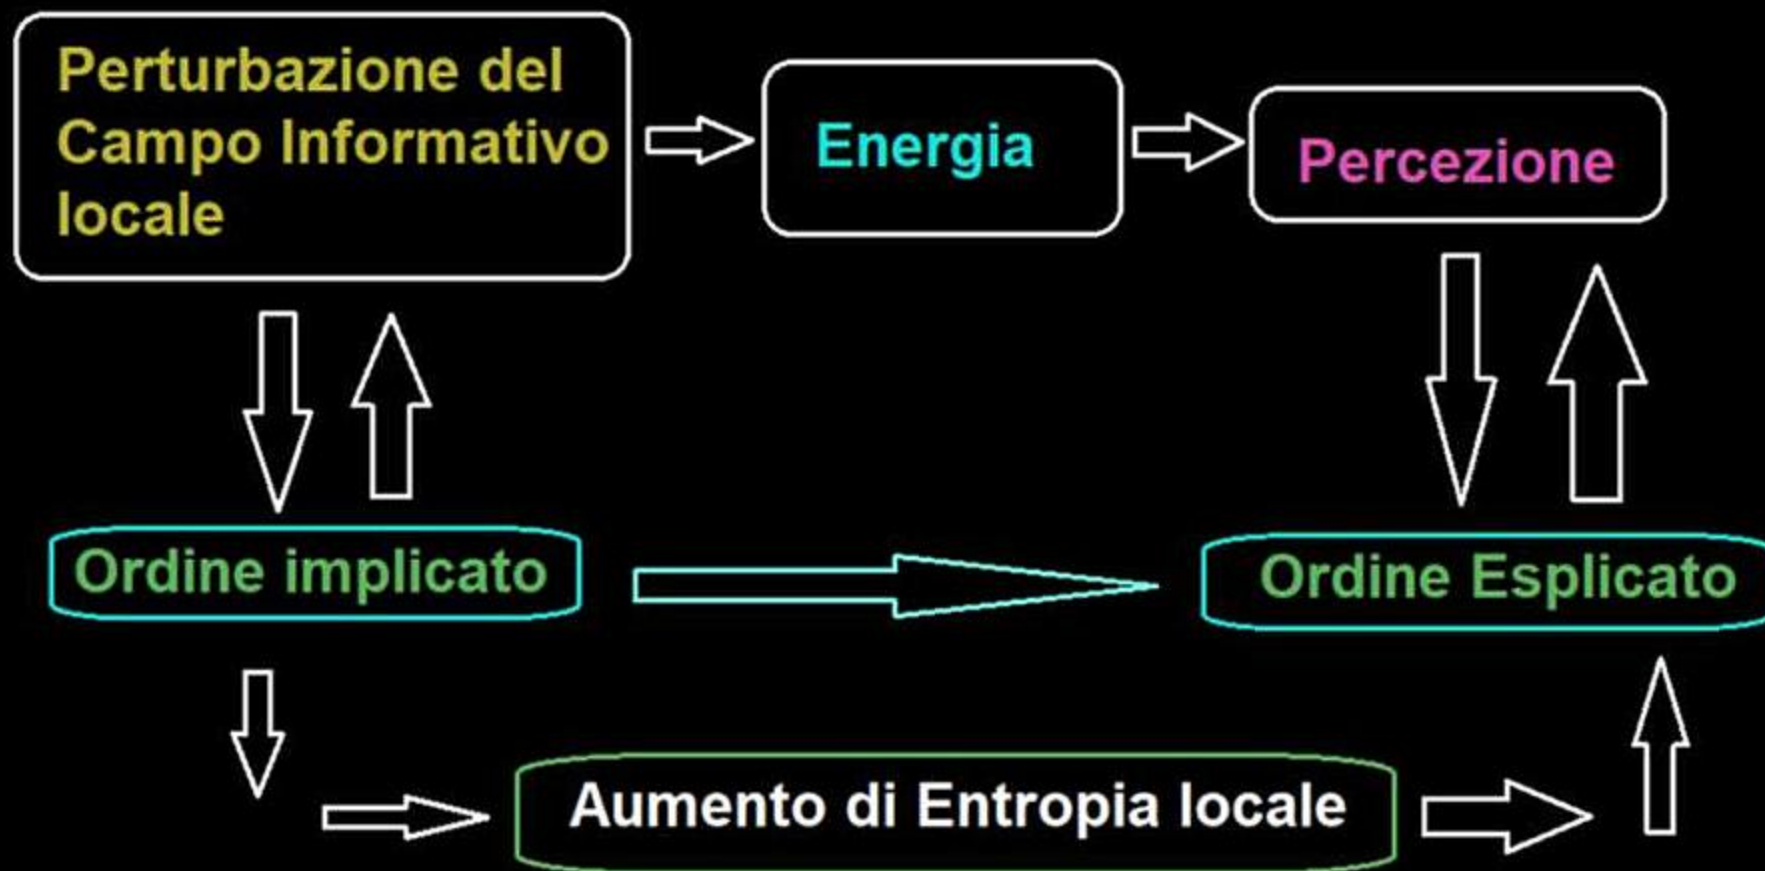 Perturbazione del
Campo Informativo
locale
Energia
Percezione
Ordine implicato
Ordine Esplicato
Aumento di Entropia locale